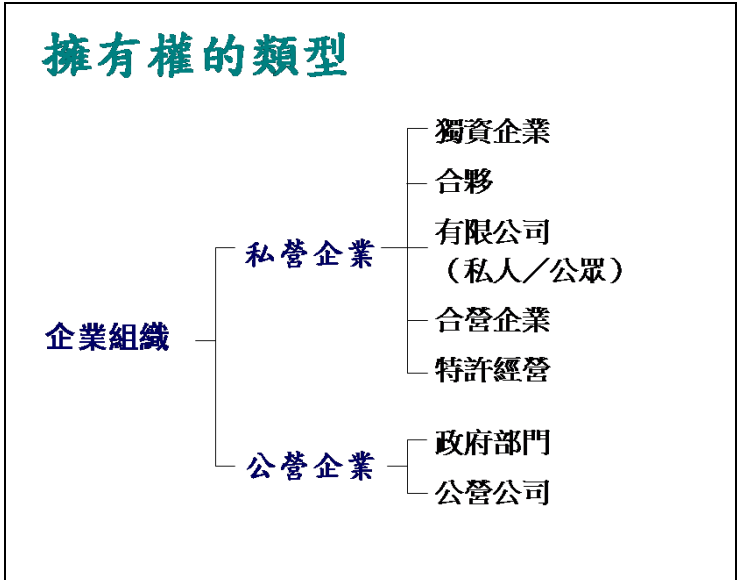 擁有權的類型
獨資企業
合夥
有限公司
（私人／公眾）
私營企業
合營企業
企業組織
特許經營
政府部門
公營企業
公營公司